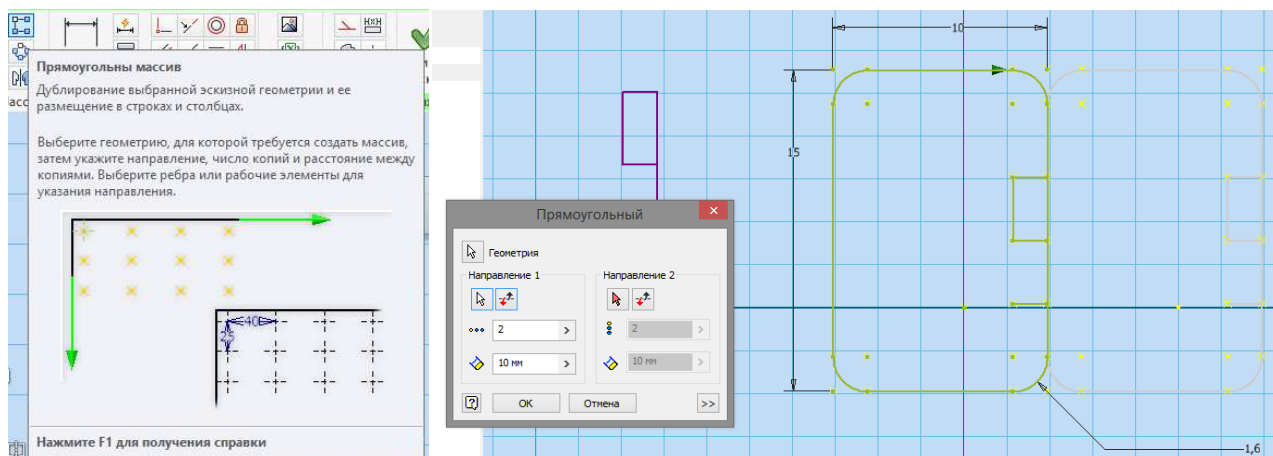 Прямоугольны массив
Дублирование выбранной эскизной геометрии и ее
размещение в строках и столбцах.
Выберите геометрию, для которой требуется создать массив,
затем укажите направление, число копий и расстояние между
копиями. Выберите ребра или рабочие элементы для
указания направления.
40
25
Нажмите F1 для получения справки
10
15
1,6
Прямоугольный
Геометрия
Направление 1
Направление 2
2
2
10 мм
10 мм
ОК
Отмена
>>